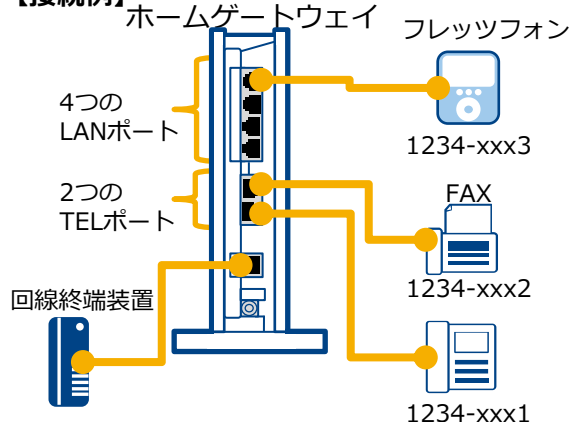 【接続例】
ホームゲートウェイ
フレッツフォン
4つの
LANポート
1234-xxx3
2つの
TELポート
FAX
1234-xxx2
回線終端装置
1234-xxx1